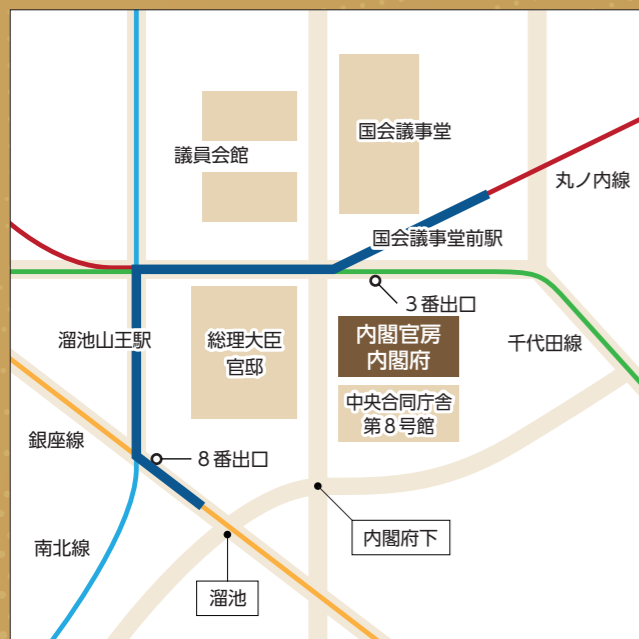 国会議事堂
議員会館
丸ノ内線
国会議事堂前駅
3番出口
溜池山王駅
総理大臣
官邸
内閣官房
内閣府
千代田線
中央合同庁舎
第8号館
銀座線
8番出口
内閣府下
南北線
溜池